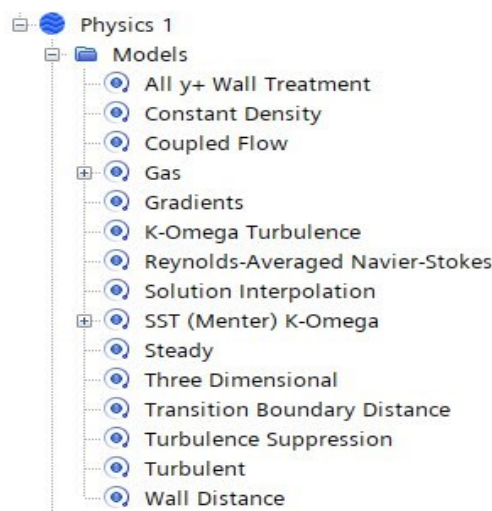 Physics 1
Models
All y+ Wall Treatment
Constant Density
Coupled Flow
Gas
Gradients
K-Omega Turbulence
Reynolds-Averaged Navier-Stokes
Solution Interpolation
SST (Menter) K-Omega
Steady
Three Dimensional
Transition Boundary Distance
Turbulence Suppression
Turbulent
Wall Distance